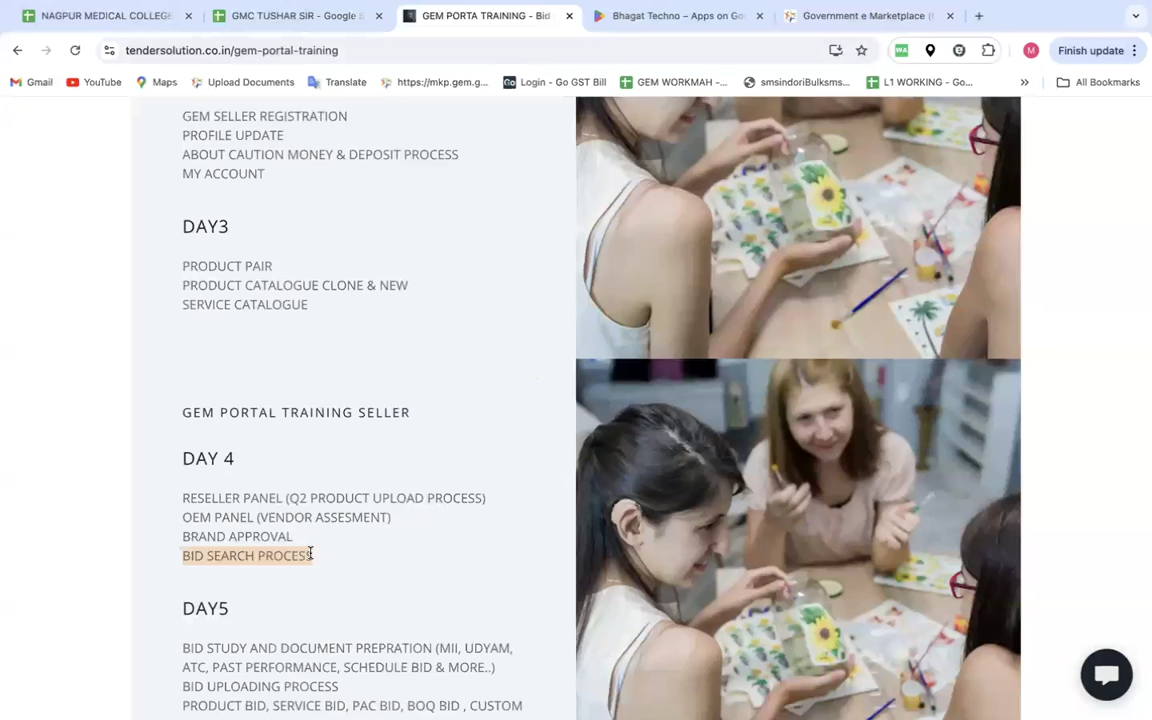 NAGPUR MEDICAL COLLEGE
GMC TUSHAR SIR - Google S
GEM PORTA TRAINING - Bid
Bhagat Techno – Apps on Go
Government e Marketplace (
tendersolution.co.in/gem-portal-training
WA
M
Finish update
Gmail
YouTube
Maps
Upload Documents
Translate
https://mkp.gem.g...
Go
Login - Go GST Bill
GEM WORKMAH -...
smsindoriBulksms...
L1 WORKING - Go...
All Bookmarks
GEM SELLER REGISTRATION
PROFILE UPDATE
ABOUT CAUTION MONEY & DEPOSIT PROCESS
MY ACCOUNT
DAY3
PRODUCT PAIR
PRODUCT CATALOGUE CLONE & NEW
SERVICE CATALOGUE
GEM PORTAL TRAINING SELLER
DAY 4
RESELLER PANEL (Q2 PRODUCT UPLOAD PROCESS)
OEM PANEL (VENDOR ASSESMENT)
BRAND APPROVAL
BID SEARCH PROCESS
DAY5
BID STUDY AND DOCUMENT PREPRATION (MII, UDYAM,
ATC, PAST PERFORMANCE, SCHEDULE BID & MORE..)
BID UPLOADING PROCESS
PRODUCT BID, SERVICE BID, PAC BID, BOQ BID , CUSTOM